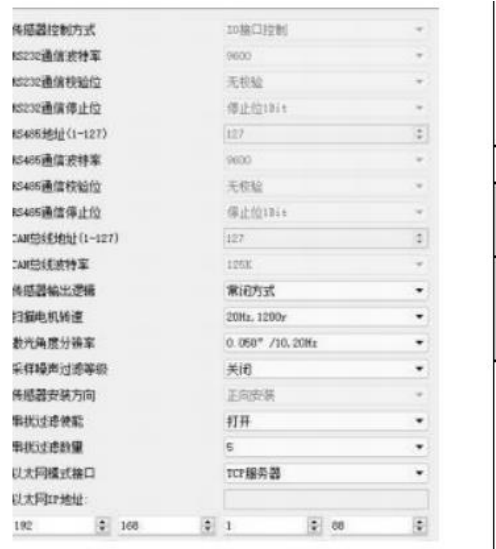 传感器控制方式 IO接口控制
RS232通信波特率 9600
RS232通信校验位 无校验
RS232通信停止位 停止位1Bit
RS485地址(1-127) 127
RS485通信波特率 9600
RS485通信校验位 无校验
RS485通信停止位 停止位1Bit
CAN总线地址(1-127) 127
CAN总线波特率 125K
传感器输出逻辑 常闭方式
扫描电机转速 20Hz,1200r
激光角度分辨率 0.050° /10,20Hz
采样噪声过滤等级 关闭
传感器安装方向 正向安装
串扰过滤使能 打开
串扰过滤数量 5
以太网模式接口 TCP服务器
以太网IP地址:
192 168 1 88